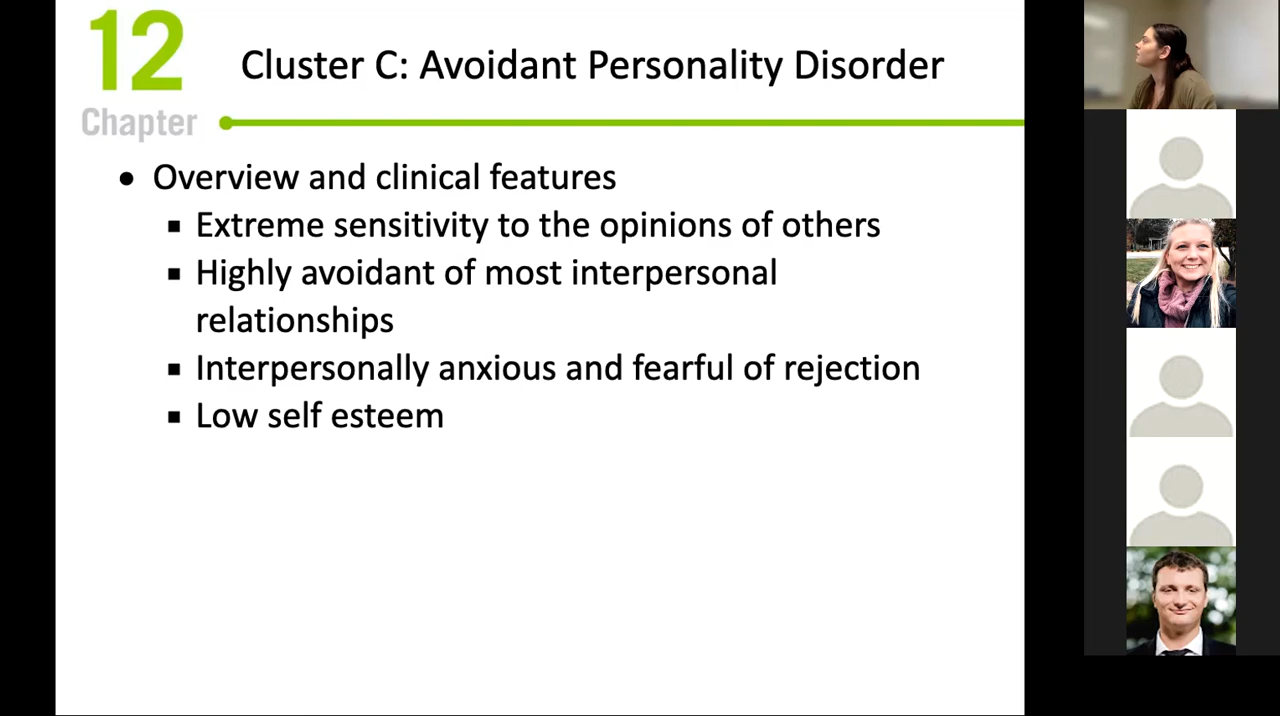 12
Chapter
Cluster C: Avoidant Personality Disorder
• Overview and clinical features
▪ Extreme sensitivity to the opinions of others
▪ Highly avoidant of most interpersonal
relationships
▪ Interpersonally anxious and fearful of rejection
▪ Low self esteem